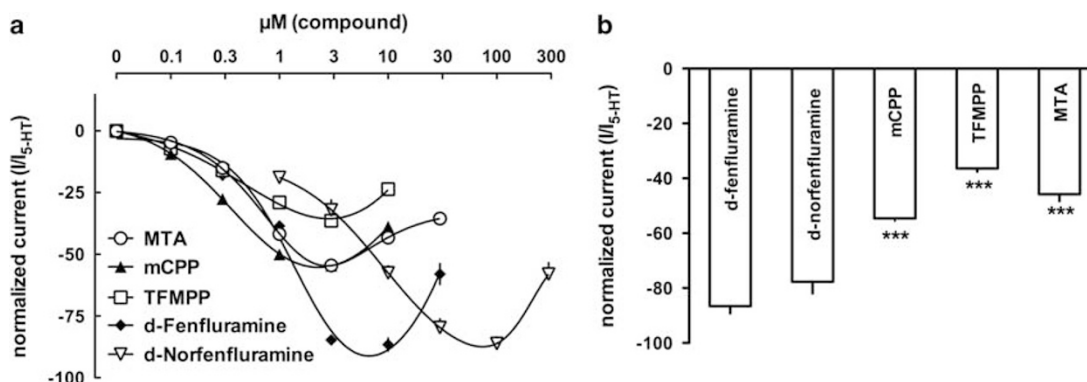 a
µM (compound)
0 0.1 0.3 1 3 10 30 100 300
normalized current (I/I5-HT)
0
-25
-50
-75
-100
MTA
mCPP
TFMPP
d-Fenfluramine
d-Norfenfluramine
b
normalized current (I/I5-HT)
0
-20
-40
-60
-80
-100
d-fenfluramine
d-norfenfluramine
mCPP
TFMPP
MTA
***
***
***